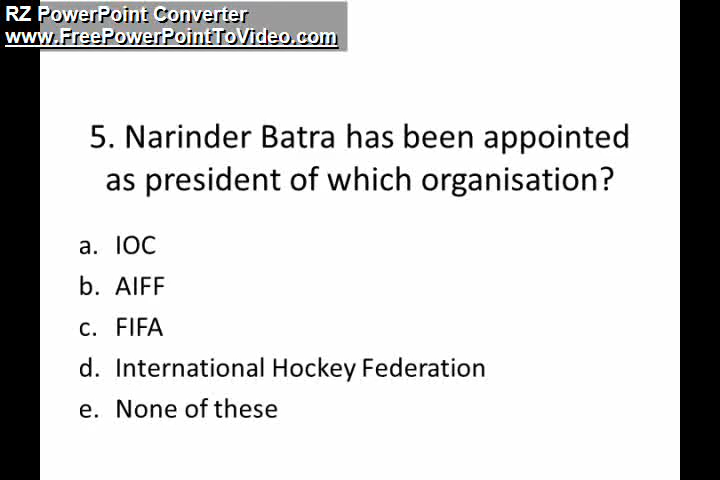 RZ PowerPoint Converter
www.FreePowerPointToVideo.com
5. Narinder Batra has been appointed
as president of which organisation?
a. IOC
b. AIFF
c. FIFA
d. International Hockey Federation
e. None of these